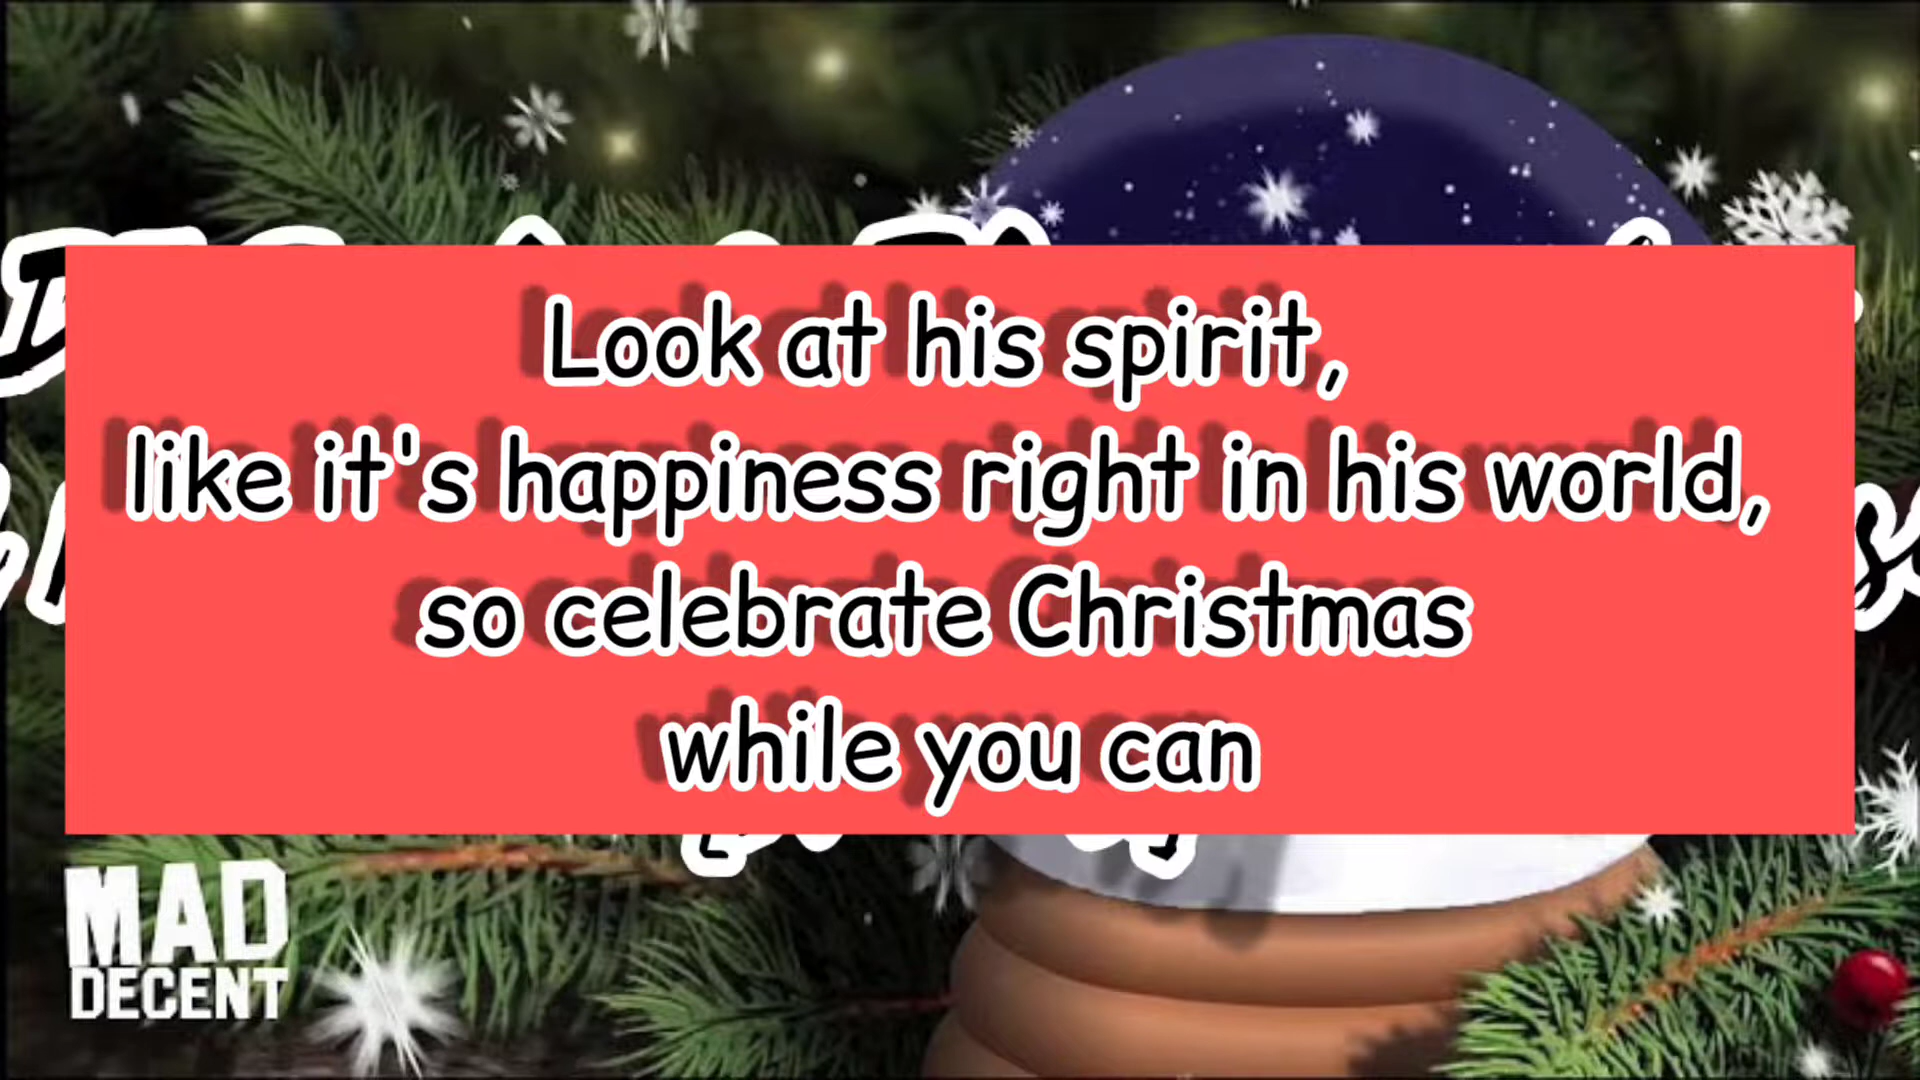 Look at his spirit,
like it's happiness right in his world,
so celebrate Christmas
while you can
MAD
DECENT